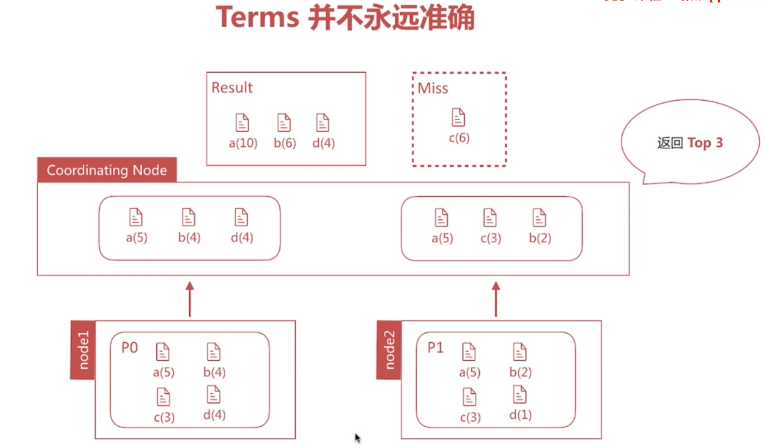 Terms 并不永远准确
Result
a(10) b(6) d(4)
Miss
c(6)
返回 Top 3
Coordinating Node
a(5) b(4) d(4)
a(5) c(3) b(2)
node1
P0
a(5) b(4)
c(3) d(4)
node2
P1
a(5) b(2)
c(3) d(1)